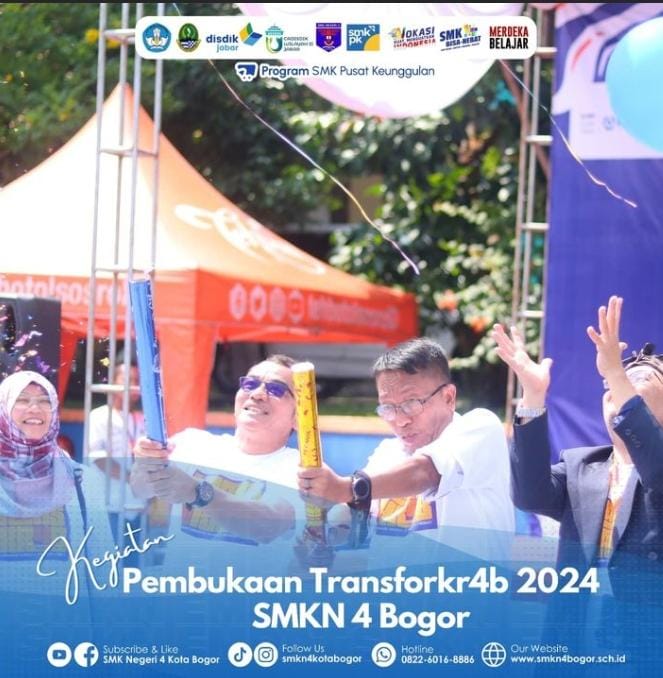 disdik
jabar
smk
pk
VOKASI
INDONESIA
SMK
BISA-HEBAT
MERDEKA
BELAJAR
Program SMK Pusat Keunggulan
Kegiatan
Pembukaan Transforkr4b 2024
SMKN 4 Bogor
Subscribe & Like
SMK Negeri 4 Kota Bogor
Follow Us
smkn4kotabogor
Hotline
0822-6016-8886
Our Website
www.smkn4bogor.sch.id